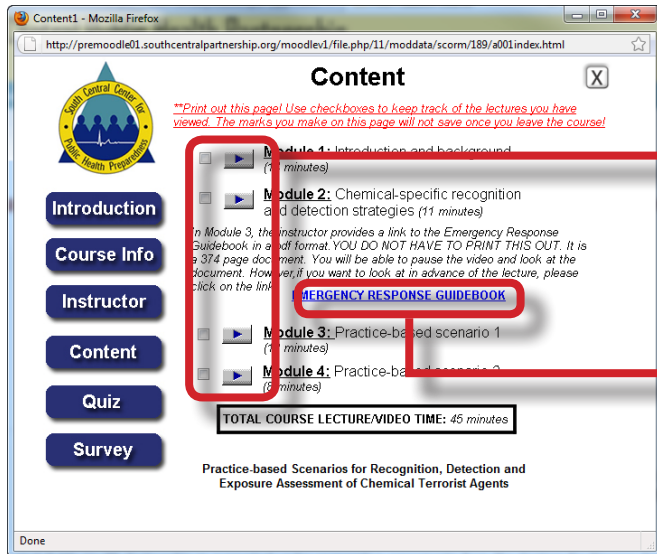 Content1 - Mozilla Firefox
http://premoodle01.southcentralpartnership.org/moodlev1/file.php/11/moddata/scorm/189/a001index.html
South Central Center for
Public Health Preparedness
Content
X
**Print out this page! Use checkboxes to keep track of the lectures you have
viewed. The marks you make on this page will not save once you leave the course!
Module 1: Introduction and background
minutes)
Module 2: Chemical-specific recognition
and detection strategies (11 minutes)
In Module 3, the instructor provides a link to the Emergency Response
Guidebook in a pdf format. YOU DO NOT HAVE TO PRINT THIS OUT. It is
a 374 page document. You will be able to pause the video and look at the
document. However, if you want to look at in advance of the lecture, please
click on the link
EMERGENCY RESPONSE GUIDEBOOK
Module 3: Practice-based scenario 1
minutes)
Module 4: Practice-based scenario 2
(8 minutes)
TOTAL COURSE LECTURE/VIDEO TIME: 45 minutes
Practice-based Scenarios for Recognition, Detection and
Exposure Assessment of Chemical Terrorist Agents
Introduction
Course Info
Instructor
Content
Quiz
Survey
Done